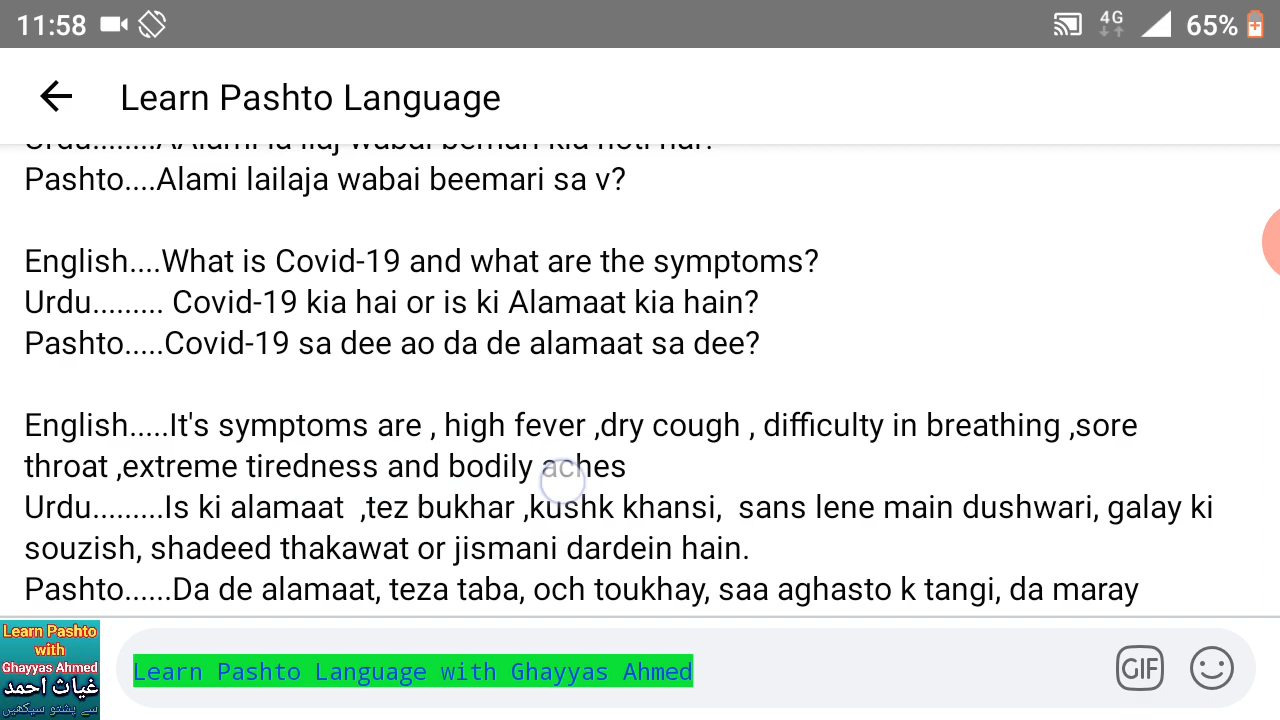 11:58 4G 65%
Learn Pashto Language
Pashto....Alami lailaja wabai beemari sa v?
English....What is Covid-19 and what are the symptoms?
Urdu......... Covid-19 kia hai or is ki Alamaat kia hain?
Pashto.....Covid-19 sa dee ao da de alamaat sa dee?
English.....It's symptoms are , high fever ,dry cough , difficulty in breathing ,sore
throat ,extreme tiredness and bodily aches
Urdu.........Is ki alamaat ,tez bukhar ,kushk khansi, sans lene main dushwari, galay ki
souzish, shadeed thakawat or jismani dardein hain.
Pashto......Da de alamaat, teza taba, och toukhay, saa aghasto k tangi, da maray
Learn Pashto
with
Ghayyas Ahmed
غیاث احمد
سے پشتو سیکھیں
Learn Pashto Language with Ghayyas Ahmed
GIF